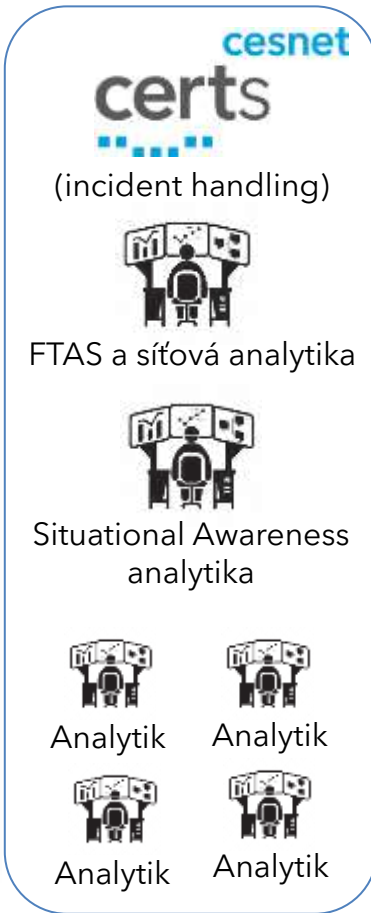 cesnet
certs
(incident handling)
FTAS a síťová analytika
Situational Awareness
analytika
Analytik Analytik
Analytik Analytik